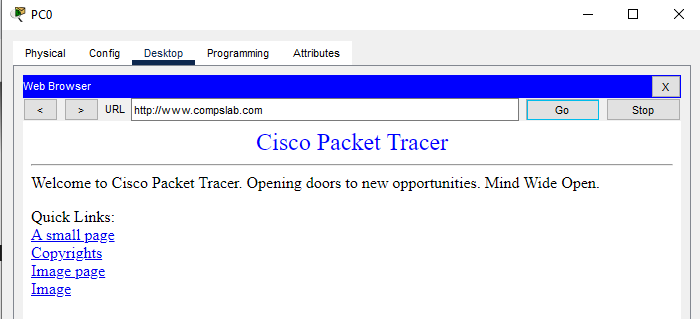 PC0
Physical Config Desktop Programming Attributes
Web Browser X
< > URL http://www.compslab.com Go Stop
Cisco Packet Tracer
Welcome to Cisco Packet Tracer. Opening doors to new opportunities. Mind Wide Open.
Quick Links:
A small page
Copyrights
Image page
Image